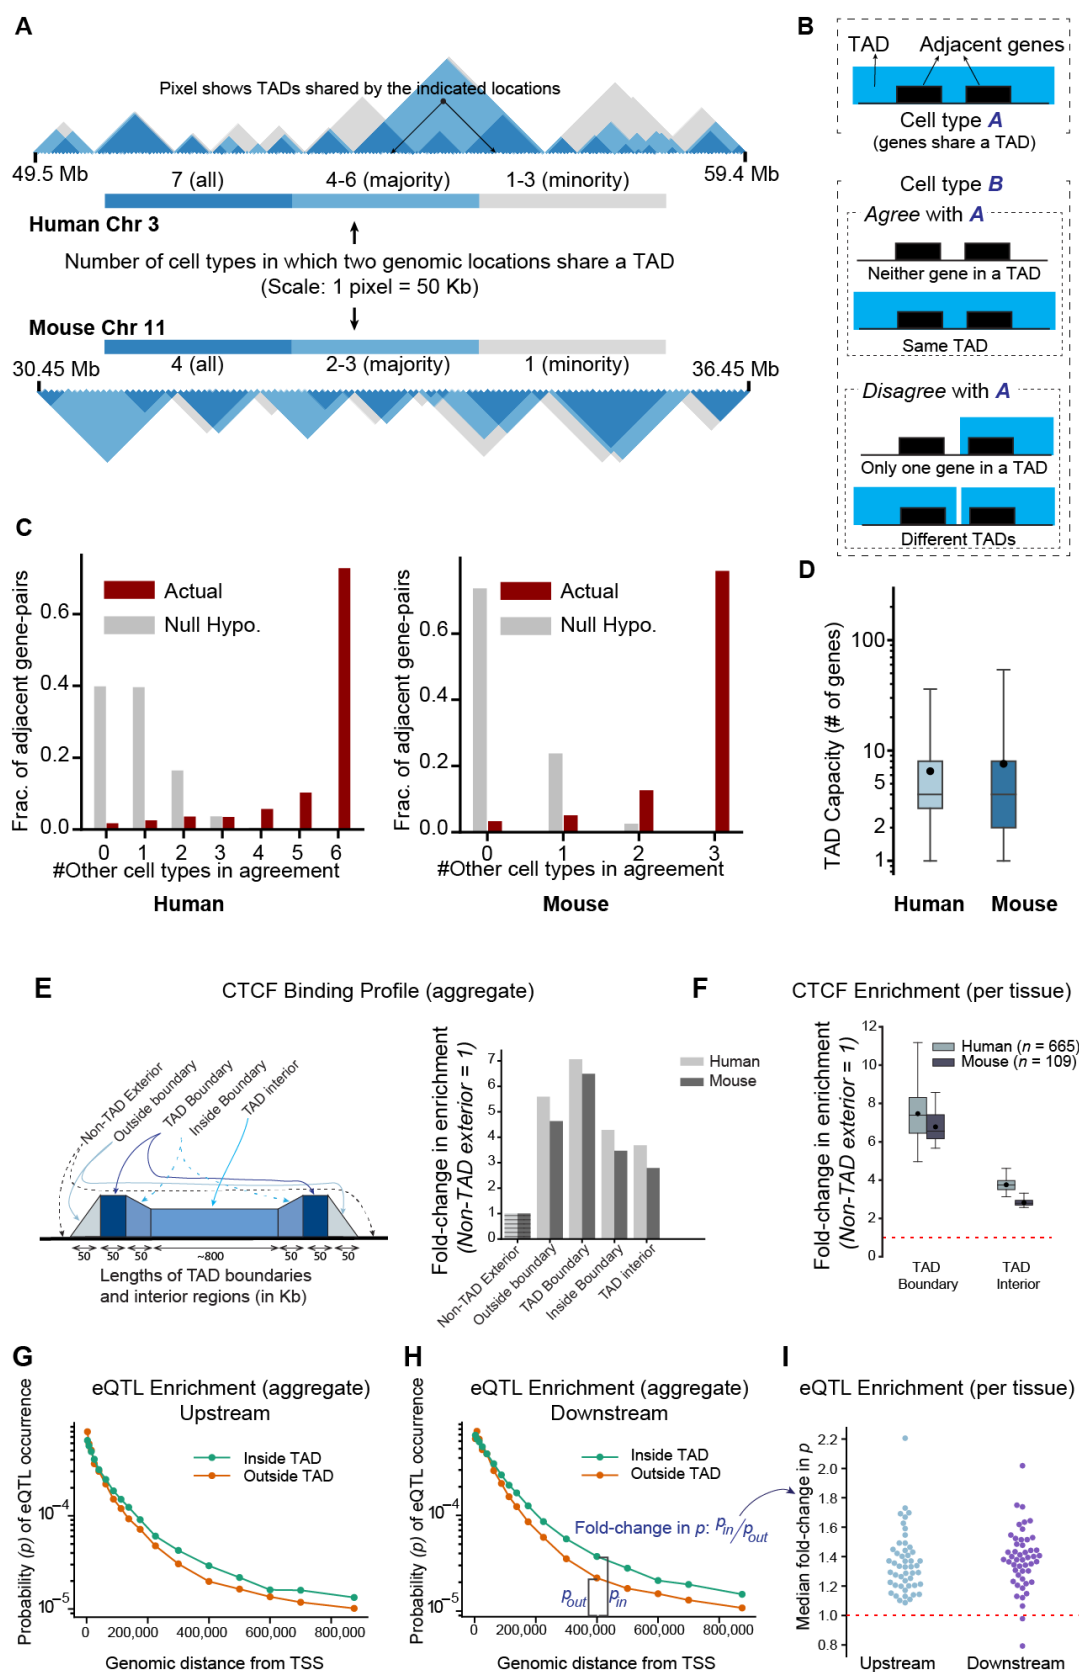 A
Pixel shows TADs shared by the indicated locations
49.5 Mb
59.4 Mb
7 (all)
4-6 (majority)
1-3 (minority)
Human Chr 3
Number of cell types in which two genomic locations share a TAD
(Scale: 1 pixel = 50 Kb)
Mouse Chr 11
4 (all)
2-3 (majority)
1 (minority)
30.45 Mb
36.45 Mb
B
TAD
Adjacent genes
Cell type A
(genes share a TAD)
Cell type B
Agree with A
Neither gene in a TAD
Same TAD
Disagree with A
Only one gene in a TAD
Different TADs
C
Frac. of adjacent gene-pairs
0.6
0.4
0.2
0.0
Actual
Null Hypo.
0 1 2 3 4 5 6
#Other cell types in agreement
Human
Frac. of adjacent gene-pairs
0.6
0.4
0.2
0.0
Actual
Null Hypo.
0 1 2 3
#Other cell types in agreement
Mouse
D
TAD Capacity (# of genes)
100
10
5
2
1
Human
Mouse
E
CTCF Binding Profile (aggregate)
Non-TAD Exterior
Outside boundary
TAD Boundary
Inside Boundary
TAD interior
50 50 50 ~800 50 50 50
Lengths of TAD boundaries
and interior regions (in Kb)
Fold-change in enrichment
(Non-TAD exterior = 1)
7
6
5
4
3
2
1
0
Human
Mouse
Non-TAD Exterior
Outside boundary
TAD Boundary
Inside Boundary
TAD interior
F
CTCF Enrichment (per tissue)
Fold-change in enrichment
(Non-TAD exterior = 1)
12
10
8
6
4
2
0
Human (n = 665)
Mouse (n = 109)
TAD
Boundary
TAD
Interior
G
eQTL Enrichment (aggregate)
Upstream
Probability (p) of eQTL occurrence
10⁻⁴
10⁻⁵
Inside TAD
Outside TAD
0
200,000
400,000
600,000
800,000
Genomic distance from TSS
H
eQTL Enrichment (aggregate)
Downstream
Probability (p) of eQTL occurrence
10⁻⁴
10⁻⁵
Inside TAD
Outside TAD
Fold-change in p: p_in/p_out
p_out
p_in
0
200,000
400,000
600,000
800,000
Genomic distance from TSS
I
eQTL Enrichment (per tissue)
Median fold-change in p
2.2
2.0
1.8
1.6
1.4
1.2
1.0
0.8
Upstream
Downstream